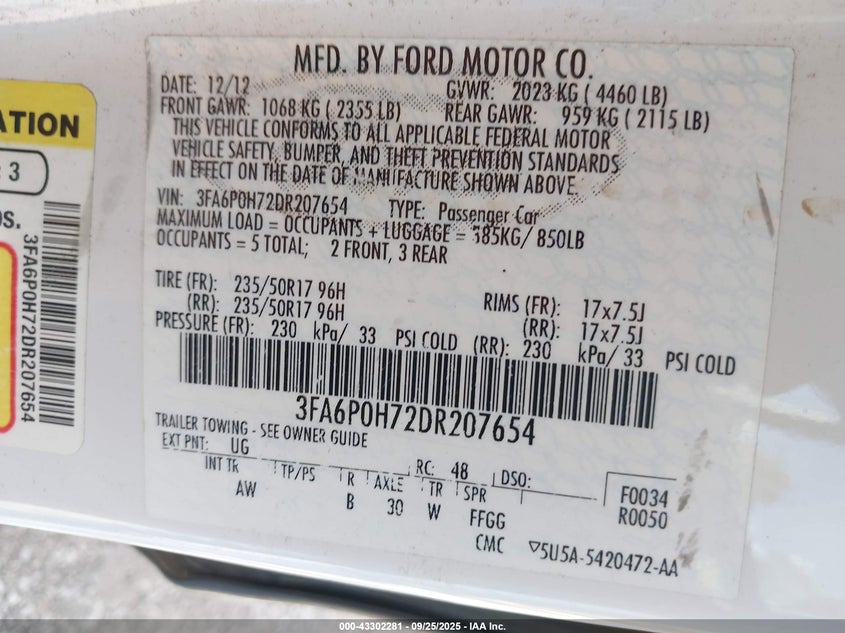 MFD. BY FORD MOTOR CO.
DATE: 12/12 GVWR: 2023 KG ( 4460 LB)
FRONT GAWR: 1068 KG ( 2355 LB) REAR GAWR: 959 KG ( 2115 LB)
THIS VEHICLE CONFORMS TO ALL APPLICABLE FEDERAL MOTOR
VEHICLE SAFETY, BUMPER, AND THEFT PREVENTION STANDARDS
IN EFFECT ON THE DATE OF MANUFACTURE SHOWN ABOVE.
VIN: 3FA6P0H72DR207654 TYPE: Passenger Car
MAXIMUM LOAD = OCCUPANTS + LUGGAGE = 385KG/ 850LB
OCCUPANTS = 5 TOTAL; 2 FRONT, 3 REAR
TIRE (FR): 235/50R17 96H RIMS (FR): 17x7.5J
(RR): 235/50R17 96H (RR): 17x7.5J
PRESSURE (FR): 230 kPa/ 33 PSI COLD (RR): 230 kPa/ 33 PSI COLD
3FA6P0H72DR207654
TRAILER TOWING - SEE OWNER GUIDE
EXT PNT: UG RC: 48 DSO:
INT TR TP/PS R AXLE TR SPR F0034
AW B 30 W FFGG R0050
CMC ▽5U5A-5420472-AA
ATION
: 3
OS.
3FA6P0H72DR207654
000-43302281 - 09/25/2025 - IAA Inc.